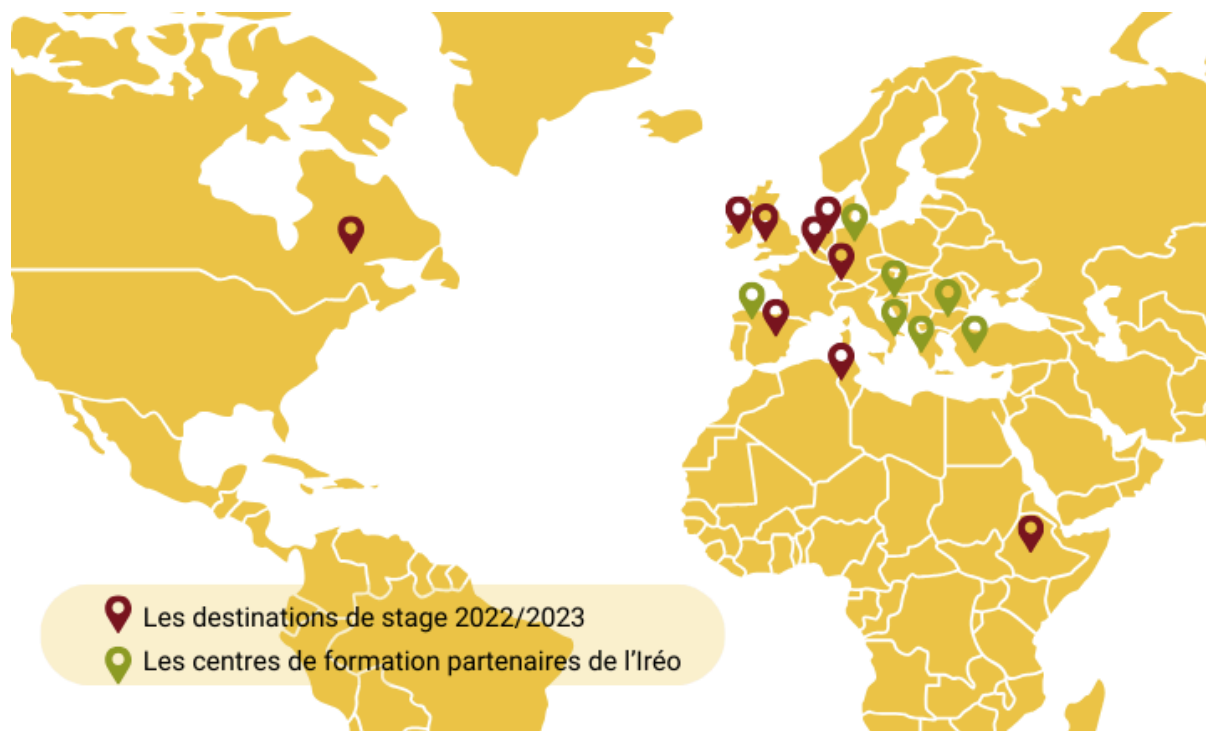 Les destinations de stage 2022/2023
Les centres de formation partenaires de l'Iréo